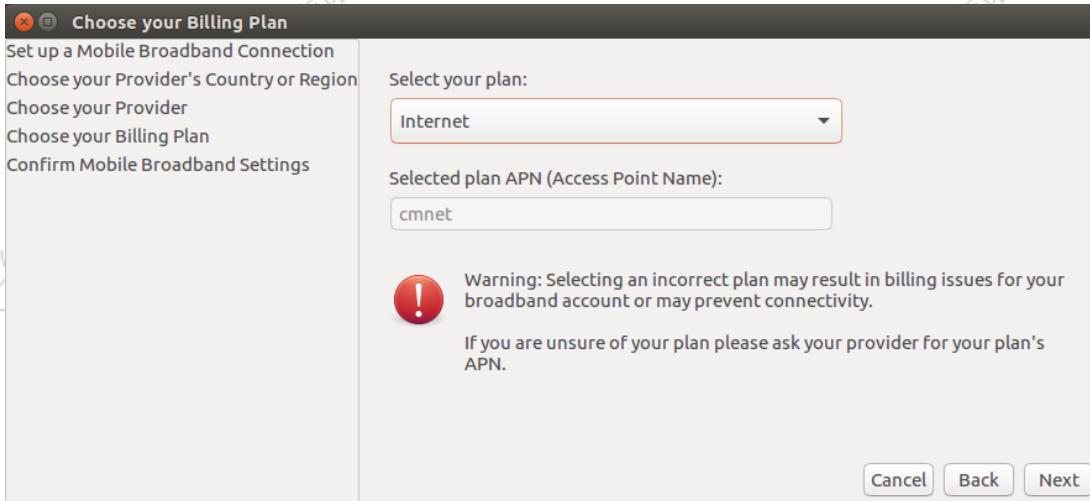 Choose your Billing Plan
Set up a Mobile Broadband Connection
Choose your Provider's Country or Region
Choose your Provider
Choose your Billing Plan
Confirm Mobile Broadband Settings
Select your plan:
Internet
Selected plan APN (Access Point Name):
cmnet
Warning: Selecting an incorrect plan may result in billing issues for your
broadband account or may prevent connectivity.
If you are unsure of your plan please ask your provider for your plan's
APN.
Cancel Back Next